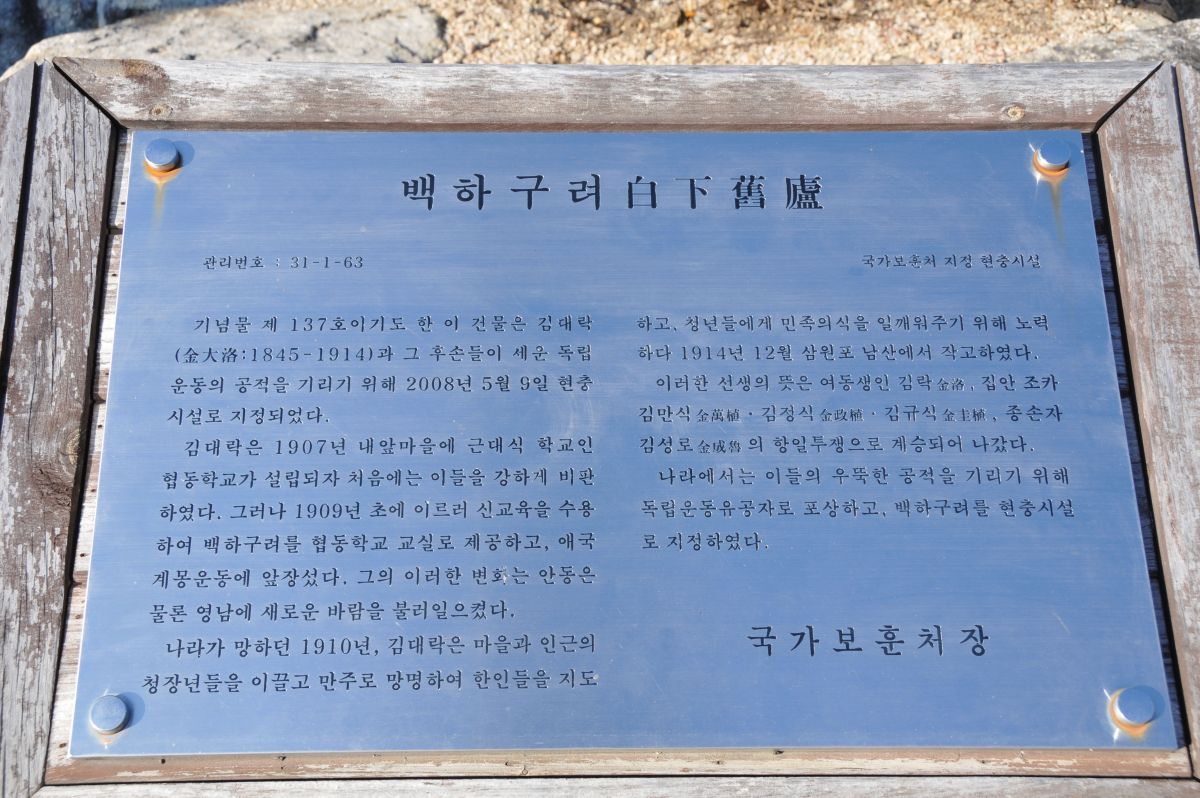 백하구려白下舊廬
관리번호 : 31-1-63
국가보훈처 지정 현충시설
기념물 제 137호이기도 한 이 건물은 김대락
(金大洛:1845-1914)과 그 후손들이 세운 독립
운동의 공적을 기리기 위해 2008년 5월 9일 현충
시설로 지정되었다.
김대락은 1907년 내앞마을에 근대식 학교인
협동학교가 설립되자 처음에는 이들을 강하게 비판
하였다. 그러나 1909년 초에 이르러 신교육을 수용
하여 백하구려를 협동학교 교실로 제공하고, 애국
계몽운동에 앞장섰다. 그의 이러한 변화는 안동은
물론 영남에 새로운 바람을 불러일으켰다.
나라가 망하던 1910년, 김대락은 마을과 인근의
청장년들을 이끌고 만주로 망명하여 한인들을 지도
하고, 청년들에게 민족의식을 일깨워주기 위해 노력
하다 1914년 12월 삼원포 남산에서 작고하였다.
이러한 선생의 뜻은 여동생인 김락金洛, 집안 조카
김만식金萬植·김정식金政植·김규식金圭植, 종손자
김성로金成魯의 항일투쟁으로 계승되어 나갔다.
나라에서는 이들의 우뚝한 공적을 기리기 위해
독립운동유공자로 포상하고, 백하구려를 현충시설
로 지정하였다.
국가보훈처장